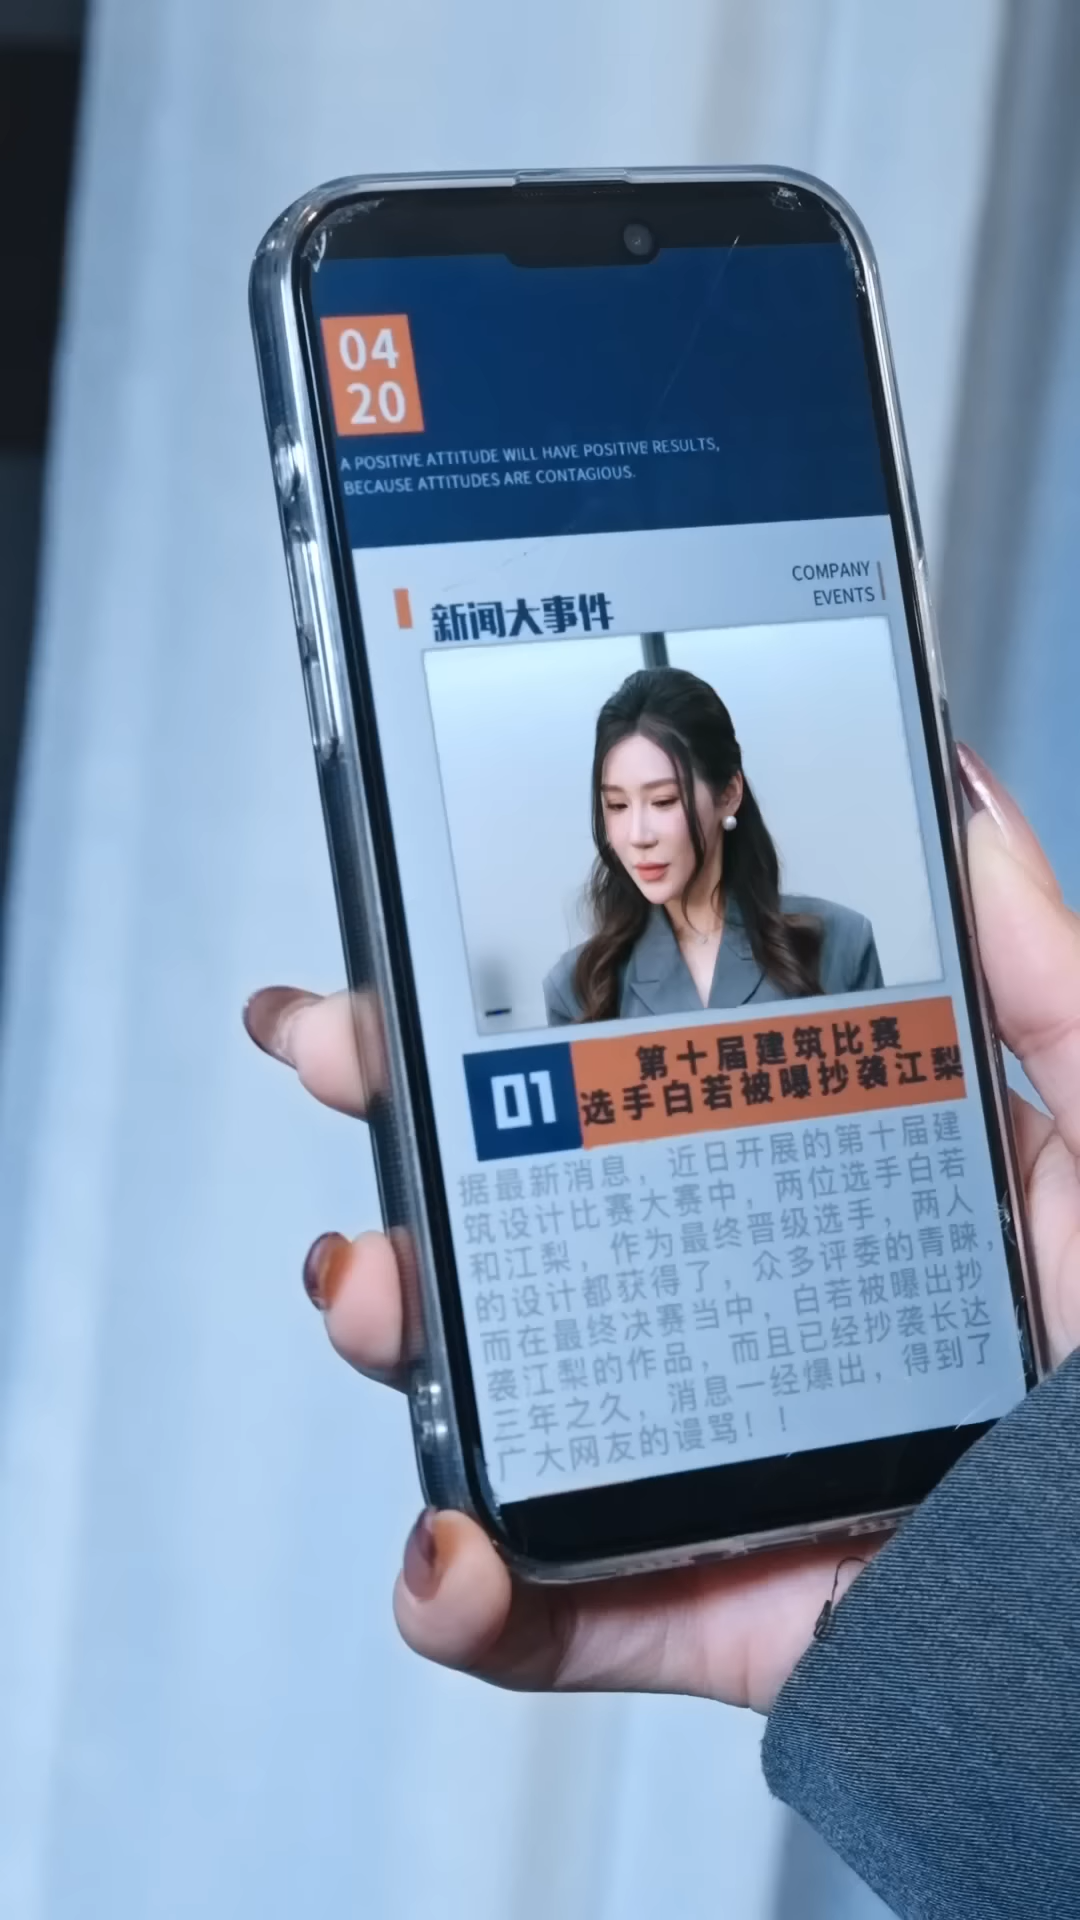 04
20
A POSITIVE ATTITUDE WILL HAVE POSITIVE RESULTS,
BECAUSE ATTITUDES ARE CONTAGIOUS.
COMPANY
EVENTS
新闻大事件
01
第十届建筑比赛
选手白若被曝抄袭江梨
据最新消息，近日开展的第十届建
筑设计比赛大赛中，两位选手白若
和江梨，作为最终晋级选手，两人
的设计都获得了，众多评委的青睐，
而在最终决赛当中，白若被曝出抄
袭江梨的作品，而且已经抄袭长达
三年之久，消息一经爆出，得到了
广大网友的谩骂！！